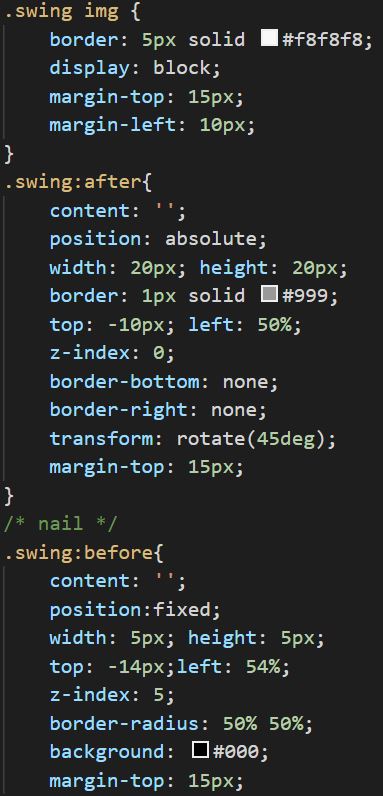 .swing img {
    border: 5px solid #f8f8f8;
    display: block;
    margin-top: 15px;
    margin-left: 10px;
}
.swing:after{
    content: '';
    position: absolute;
    width: 20px; height: 20px;
    border: 1px solid #999;
    top: -10px; left: 50%;
    z-index: 0;
    border-bottom: none;
    border-right: none;
    transform: rotate(45deg);
    margin-top: 15px;
}
/* nail */
.swing:before{
    content: '';
    position:fixed;
    width: 5px; height: 5px;
    top: -14px;left: 54%;
    z-index: 5;
    border-radius: 50% 50%;
    background: #000;
    margin-top: 15px;